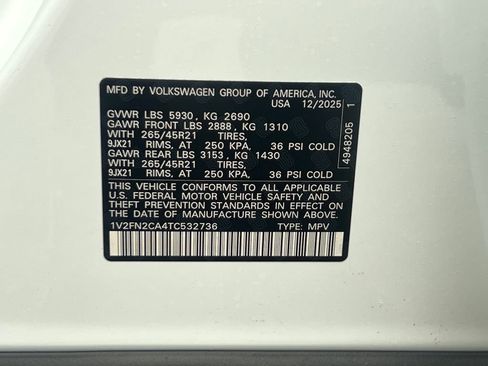 MFD BY VOLKSWAGEN GROUP OF AMERICA, INC.
USA 12/2025
GVWR LBS 5930, KG 2690
GAWR FRONT LBS 2888, KG 1310
WITH 265/45R21 TIRES,
9JX21 RIMS, AT 250 KPA, 36 PSI COLD
GAWR REAR LBS 3153, KG 1430
WITH 265/45R21 TIRES,
9JX21 RIMS, AT 250 KPA, 36 PSI COLD
THIS VEHICLE CONFORMS TO ALL APPLICABLE
U.S. FEDERAL MOTOR VEHICLE SAFETY AND
THEFT PREVENTION STANDARDS IN EFFECT ON
THE DATE OF MANUFACTURE SHOWN ABOVE.
1V2FN2CA4TC532736 TYPE: MPV
4948205 1